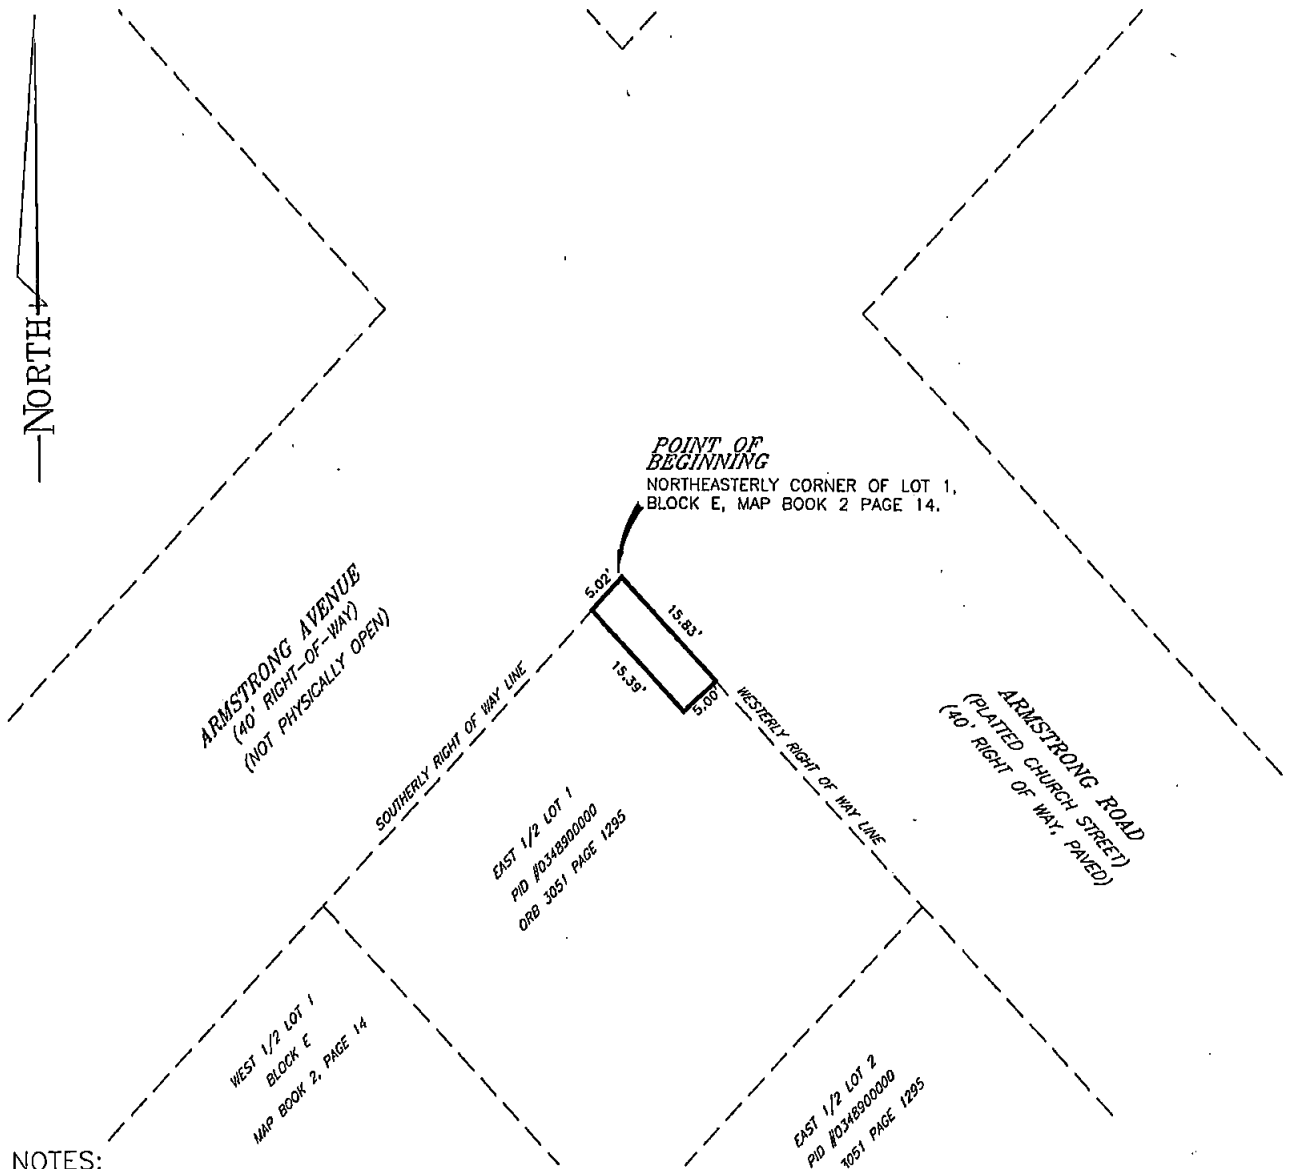 NORTH
POINT OF
BEGINNING
NORTHEASTERLY CORNER OF LOT 1,
BLOCK E, MAP BOOK 2 PAGE 14.
5.02'
15.83'
15.39'
5.00'
ARMSTRONG AVENUE
(40' RIGHT-OF-WAY)
(NOT PHYSICALLY OPEN)
SOUTHERLY RIGHT OF WAY LINE
WESTERLY RIGHT OF WAY LINE
ARMSTRONG ROAD
(PLATTED CHURCH STREET)
(40' RIGHT OF WAY, PAVED)
EAST 1/2 LOT 1
PID #0348900000
ORB 3051 PAGE 1295
WEST 1/2 LOT 1
BLOCK E
MAP BOOK 2, PAGE 14
EAST 1/2 LOT 2
PID #0348900000
3051 PAGE 1295
NOTES: